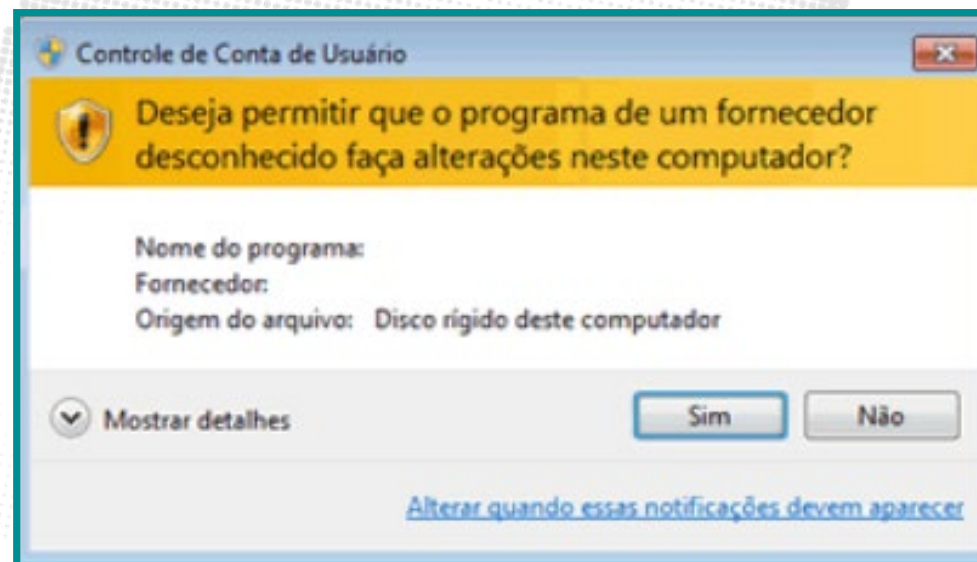 Controle de Conta de Usuário
Deseja permitir que o programa de um fornecedor
desconhecido faça alterações neste computador?
Nome do programa:
Fornecedor:
Origem do arquivo: Disco rígido deste computador
Mostrar detalhes
Sim
Não
Alterar quando essas notificações devem aparecer